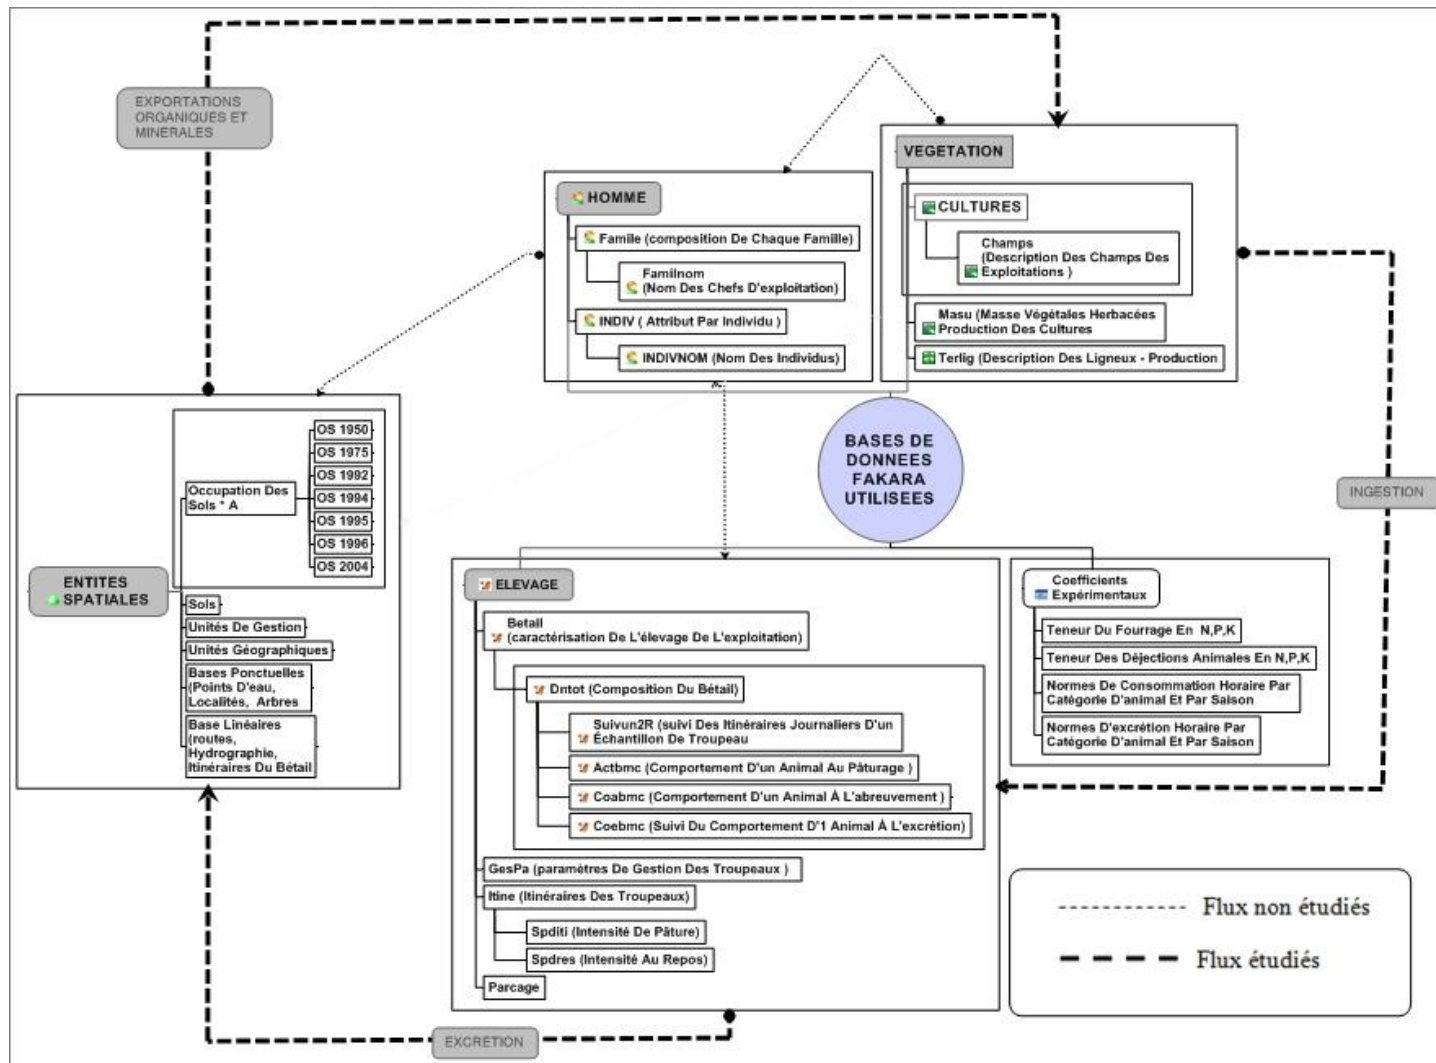 EXPORTATIONS
ORGANIQUES ET
MINERALES
VEGETATION
CULTURES
Champs
(Description Des Champs Des
Exploitations )
Masu (Masse Végétales Herbacées
Production Des Cultures
Terlig (Description Des Ligneux - Production
HOMME
Famile (composition De Chaque Famille)
Familnom
(Nom Des Chefs D'exploitation)
INDIV ( Attribut Par Individu )
INDIVNOM (Nom Des Individus)
BASES DE
DONNEES
FAKARA
UTILISEES
INGESTION
ENTITES
SPATIALES
Occupation Des
Sols * A
OS 1950
OS 1975
OS 1992
OS 1994
OS 1995
OS 1996
OS 2004
Sols
Unités De Gestion
Unités Géographiques
Bases Ponctuelles
(Points D'eau,
Localités, Arbres
Base Linéaires
(routes,
Hydrographie,
Itinéraires Du Bétail
ELEVAGE
Betail
(caractérisation De L'élevage De L'exploitation)
Dntot (Composition Du Bétail)
Suivun2R (suivi Des Itinéraires Journaliers D'un
Échantillon De Troupeau
Actbmc (Comportement D'un Animal Au Pâturage )
Coabmc (Comportement D'un Animal À L'abreuvement )
Coebmc (Suivi Du Comportement D'1 Animal À L'excrétion)
GesPa (paramètres De Gestion Des Troupeaux )
Itine (Itinéraires Des Troupeaux)
Spditi (Intensité De Pâture)
Spdres (Intensité Au Repos)
Parcage
Coefficients
Expérimentaux
Teneur Du Fourrage En N,P,K
Teneur Des Déjections Animales En N,P,K
Normes De Consommation Horaire Par
Catégorie D'animal Et Par Saison
Normes D'excrétion Horaire Par
Catégorie D'animal Et Par Saison
Flux non étudiés
Flux étudiés
EXCRETION